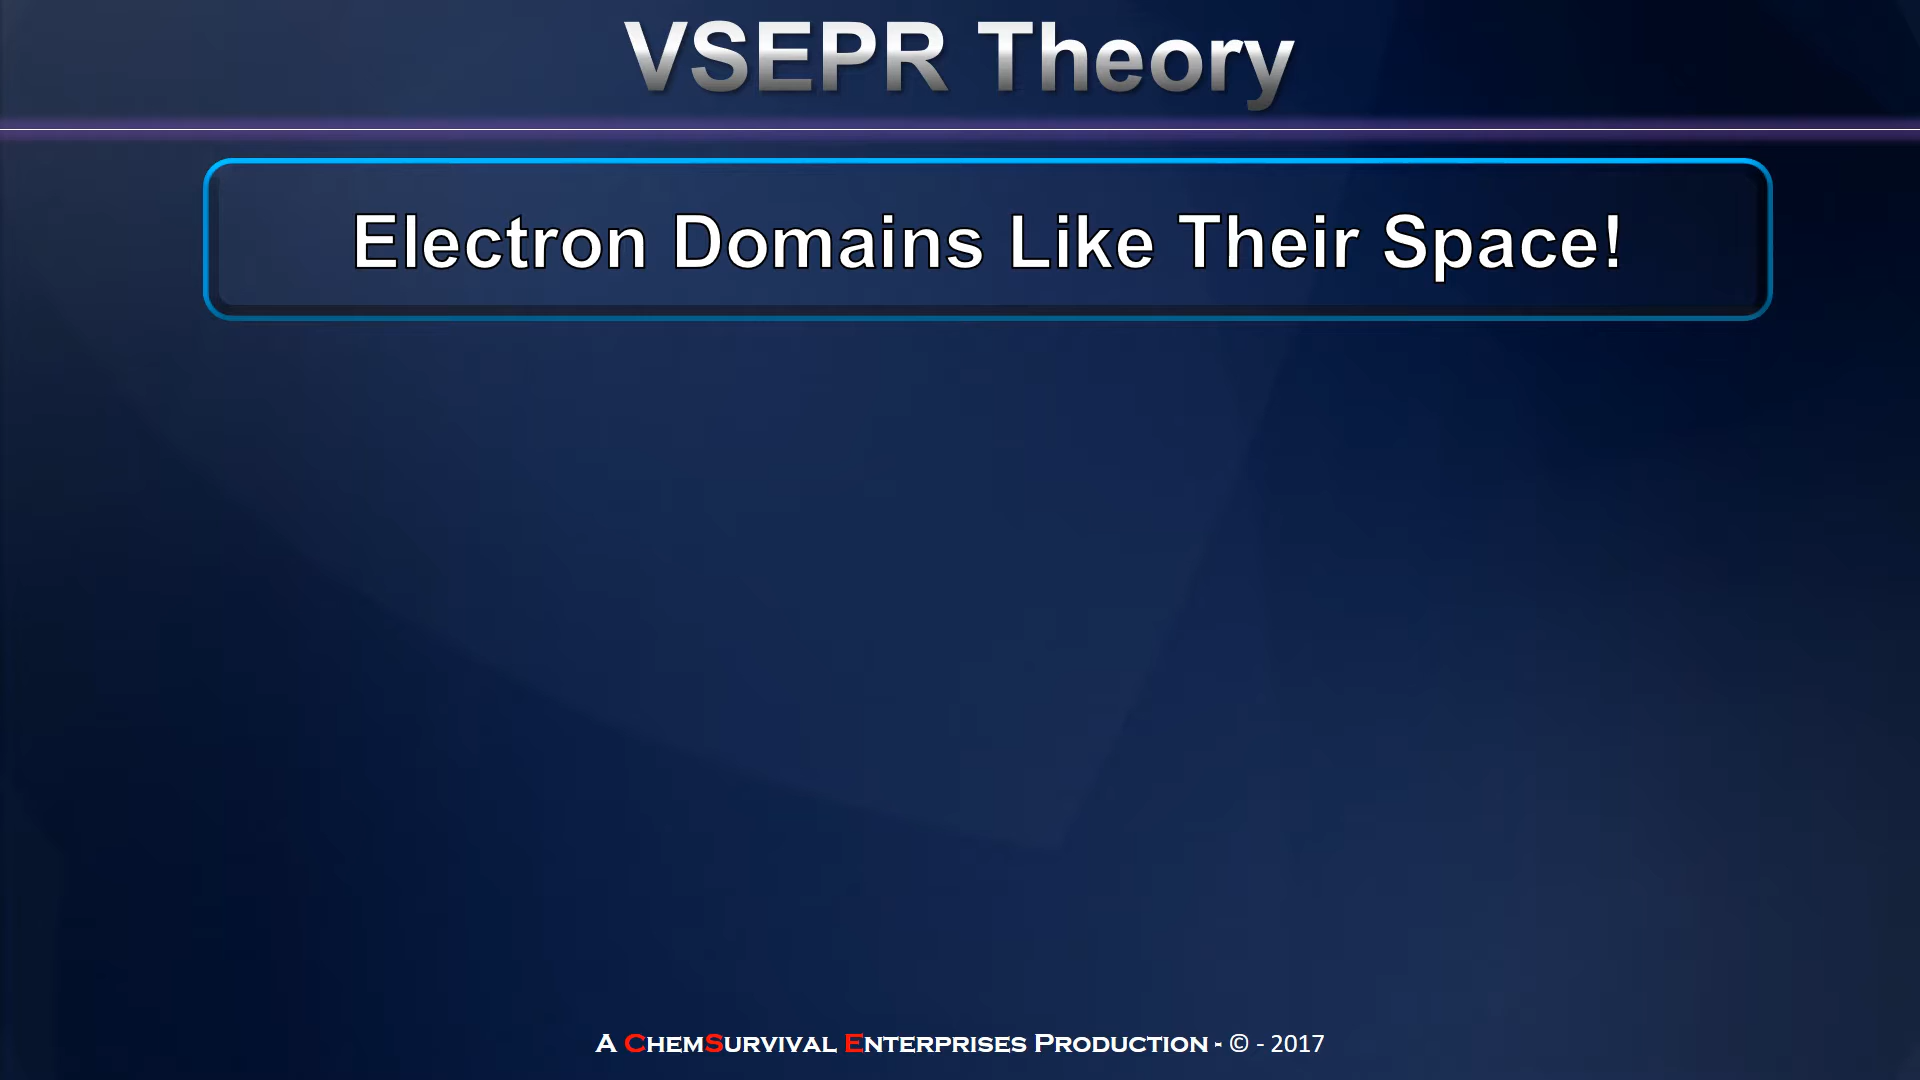 VSEPR Theory
Electron Domains Like Their Space!
A ChemSurvival Enterprises Production - © - 2017